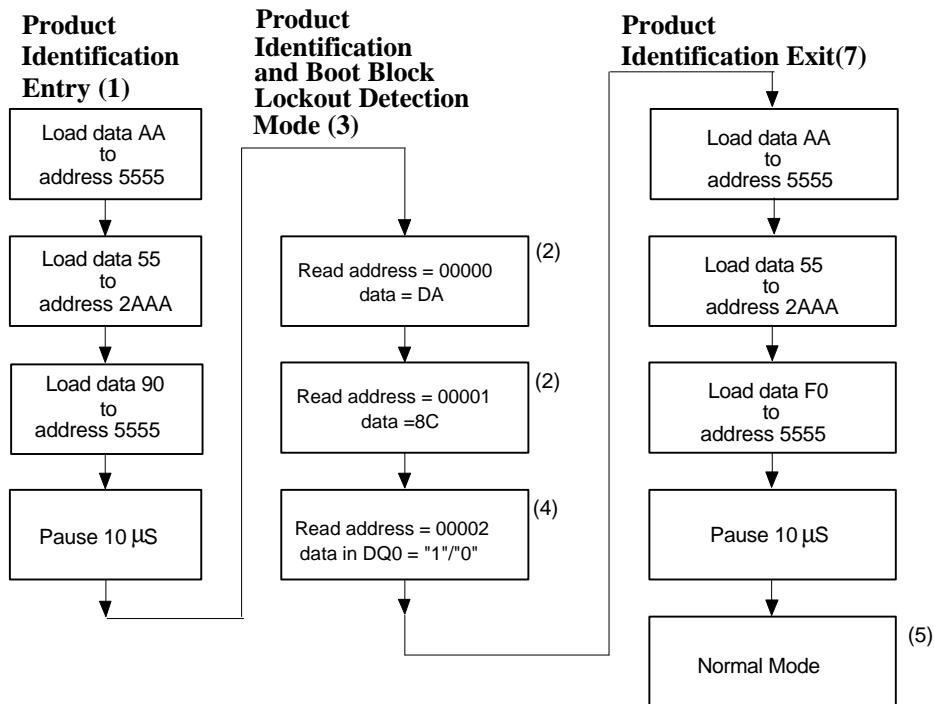 Product
Identification
Entry (1)
Load data AA
to
address 5555
Load data 55
to
address 2AAA
Load data 90
to
address 5555
Pause 10 µS
Product
Identification
and Boot Block
Lockout Detection
Mode (3)
Read address = 00000
data = DA
(2)
Read address = 00001
data =8C
(2)
Read address = 00002
data in DQ0 = "1"/"0"
(4)
Product
Identification Exit(7)
Load data AA
to
address 5555
Load data 55
to
address 2AAA
Load data F0
to
address 5555
Pause 10 µS
Normal Mode
(5)